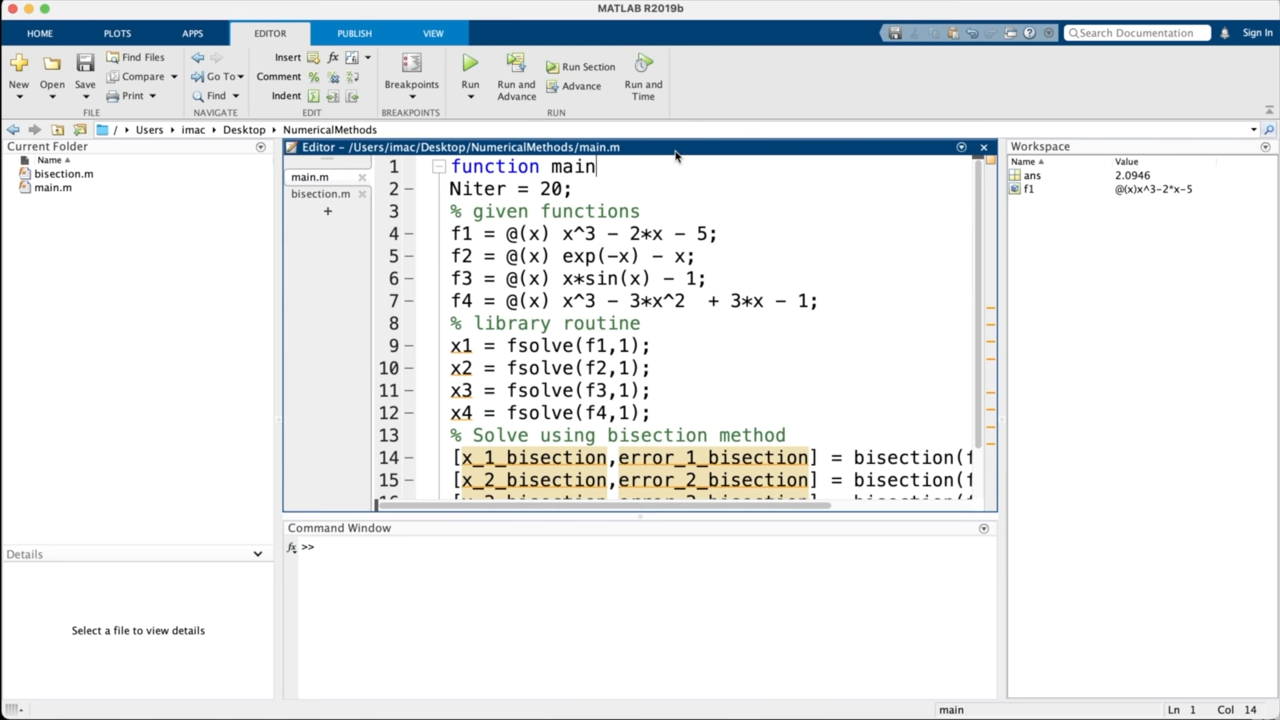 MATLAB R2019b
HOME PLOTS APPS EDITOR PUBLISH VIEW Search Documentation Sign In
New Open Save Find Files Compare Print
Go To Find
Insert fx
Comment % 
Indent
Breakpoints
Run Run and Advance Run Section Advance Run and Time
FILE NAVIGATE EDIT BREAKPOINTS RUN
/ Users imac Desktop NumericalMethods
Current Folder
Name
bisection.m
main.m
Details
Select a file to view details
Editor – /Users/imac/Desktop/NumericalMethods/main.m
main.m
bisection.m
+
1 function main
2 – Niter = 20;
3 % given functions
4 – f1 = @(x) x^3 - 2*x - 5;
5 – f2 = @(x) exp(-x) - x;
6 – f3 = @(x) x*sin(x) - 1;
7 – f4 = @(x) x^3 - 3*x^2  + 3*x - 1;
8 % library routine
9 – x1 = fsolve(f1,1);
10 – x2 = fsolve(f2,1);
11 – x3 = fsolve(f3,1);
12 – x4 = fsolve(f4,1);
13 % Solve using bisection method
14 – [x_1_bisection,error_1_bisection] = bisection(f
15 – [x_2_bisection,error_2_bisection] = bisection(f
Command Window
fx >>
Workspace
Name Value
ans 2.0946
f1 @(x)x^3-2*x-5
main Ln 1 Col 14